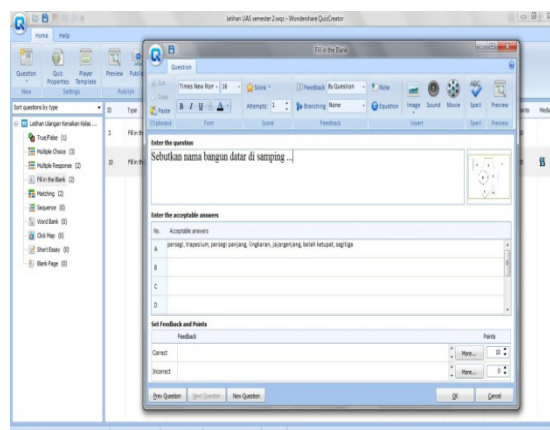 latihan UAS semester 2.wqz - Wondershare QuizCreator
Home Help
Question
Quiz Properties
Player Template
Preview
New Settings Publish
Sort questions by type
ID Type
Latihan Ulangan Kenaikan Kelas ...
True/False (1)
Multiple Choice (3)
Multiple Response (2)
Fill in the Blank (2)
Matching (2)
Sequence (0)
Word Bank (0)
Click Map (0)
Short Essay (0)
Blank Page (0)
Fill in the Blank
Question
Cut
Copy
Paste
Times New Rom 16
B I U A
Score
Attempts: 1
Feedback By Question
Branching None
Note
Equation
Image Sound Movie Spell Preview
Clipboard Font Score Feedback Insert Spell Preview
Enter the question
Sebutkan nama bangun datar di samping ...
Enter the acceptable answers
No. Acceptable answers
A persegi, trapesium, persegi panjang, lingkaran, jajargenjang, belah ketupat, segitiga
B
C
D
Set Feedback and Points
Feedback Points
Correct More... 10
Incorrect More... 0
Prev Question Next Question New Question OK Cancel